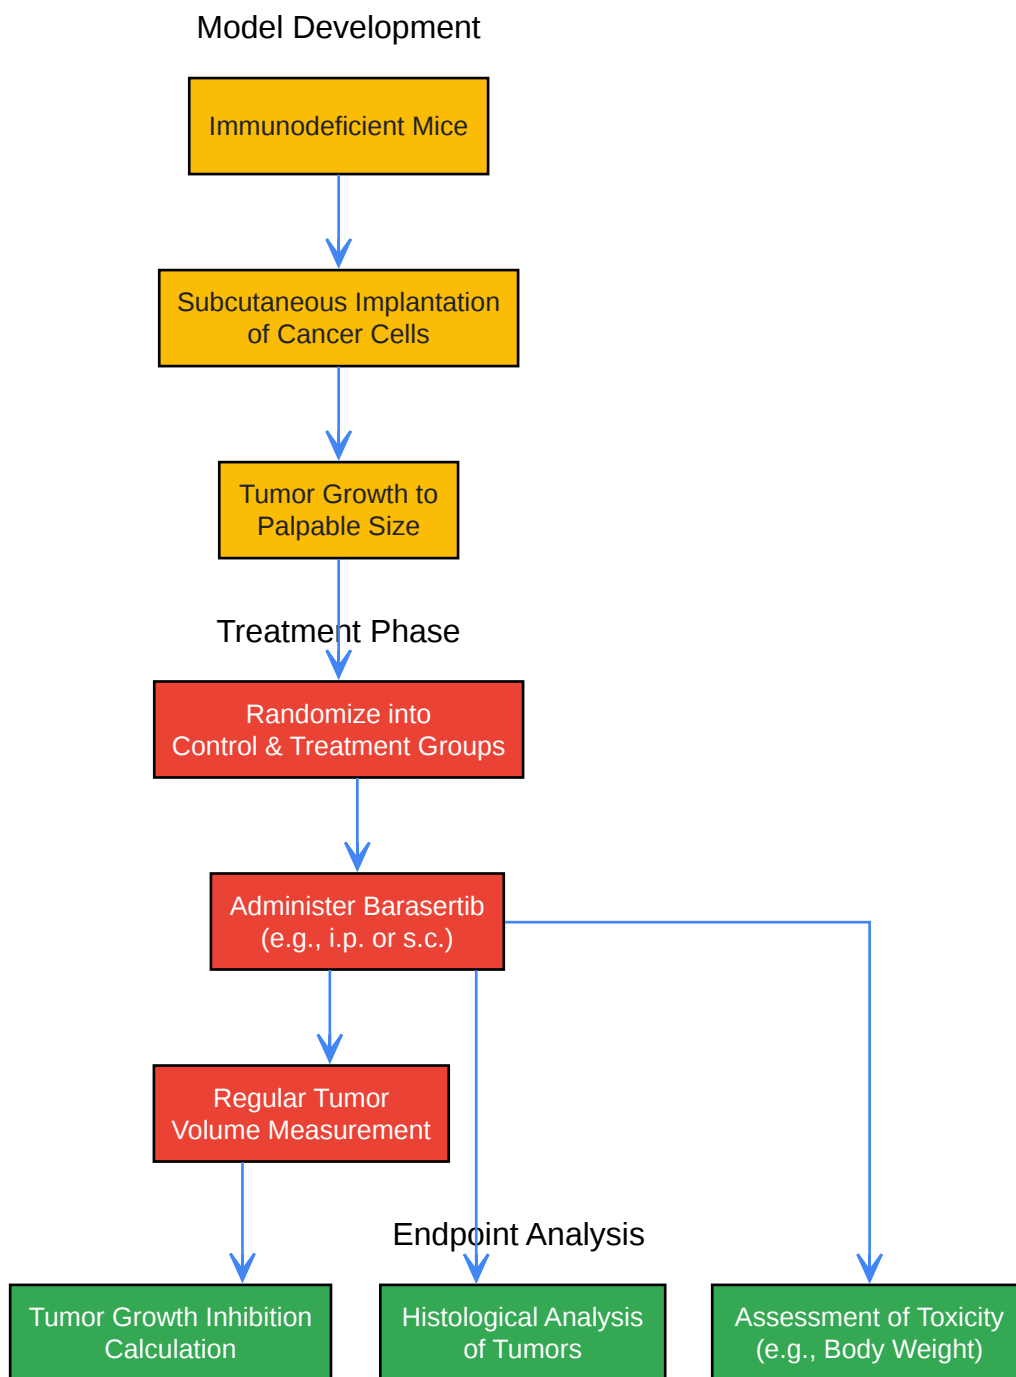 Model Development
Immunodeficient Mice
Subcutaneous Implantation
of Cancer Cells
Tumor Growth to
Palpable Size
Treatment Phase
Randomize into
Control & Treatment Groups
Administer Barasertib
(e.g., i.p. or s.c.)
Regular Tumor
Volume Measurement
Endpoint Analysis
Tumor Growth Inhibition
Calculation
Histological Analysis
of Tumors
Assessment of Toxicity
(e.g., Body Weight)